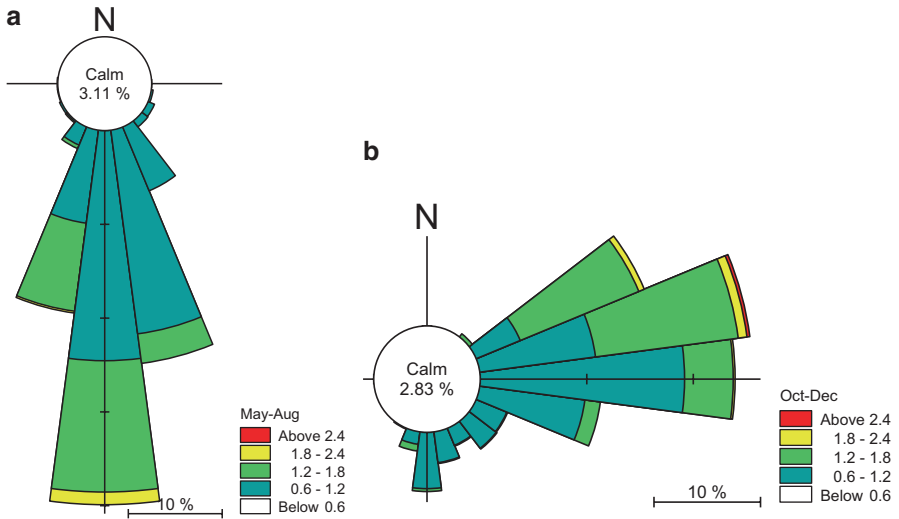 a
N
Calm
3.11 %
May-Aug
Above 2.4
1.8 - 2.4
1.2 - 1.8
0.6 - 1.2
Below 0.6
10 %
b
N
Calm
2.83 %
Oct-Dec
Above 2.4
1.8 - 2.4
1.2 - 1.8
0.6 - 1.2
Below 0.6
10 %